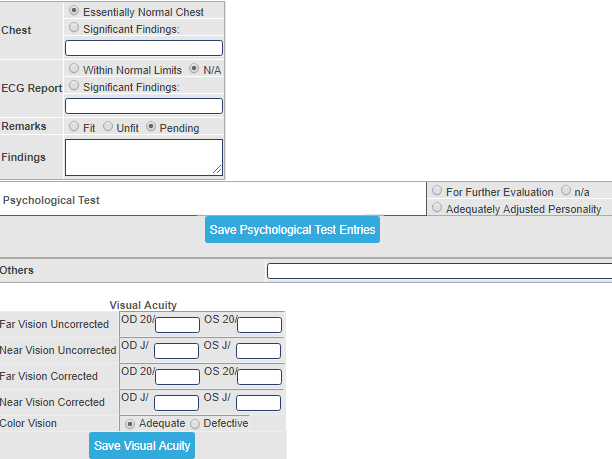 Chest
Essentially Normal Chest
Significant Findings:
ECG Report
Within Normal Limits N/A
Significant Findings:
Remarks Fit Unfit Pending
Findings
Psychological Test
For Further Evaluation n/a
Adequately Adjusted Personality
Save Psychological Test Entries
Others
Visual Acuity
Far Vision Uncorrected OD 20/ OS 20/
Near Vision Uncorrected OD J/ OS J/
Far Vision Corrected OD 20/ OS 20/
Near Vision Corrected OD J/ OS J/
Color Vision Adequate Defective
Save Visual Acuity